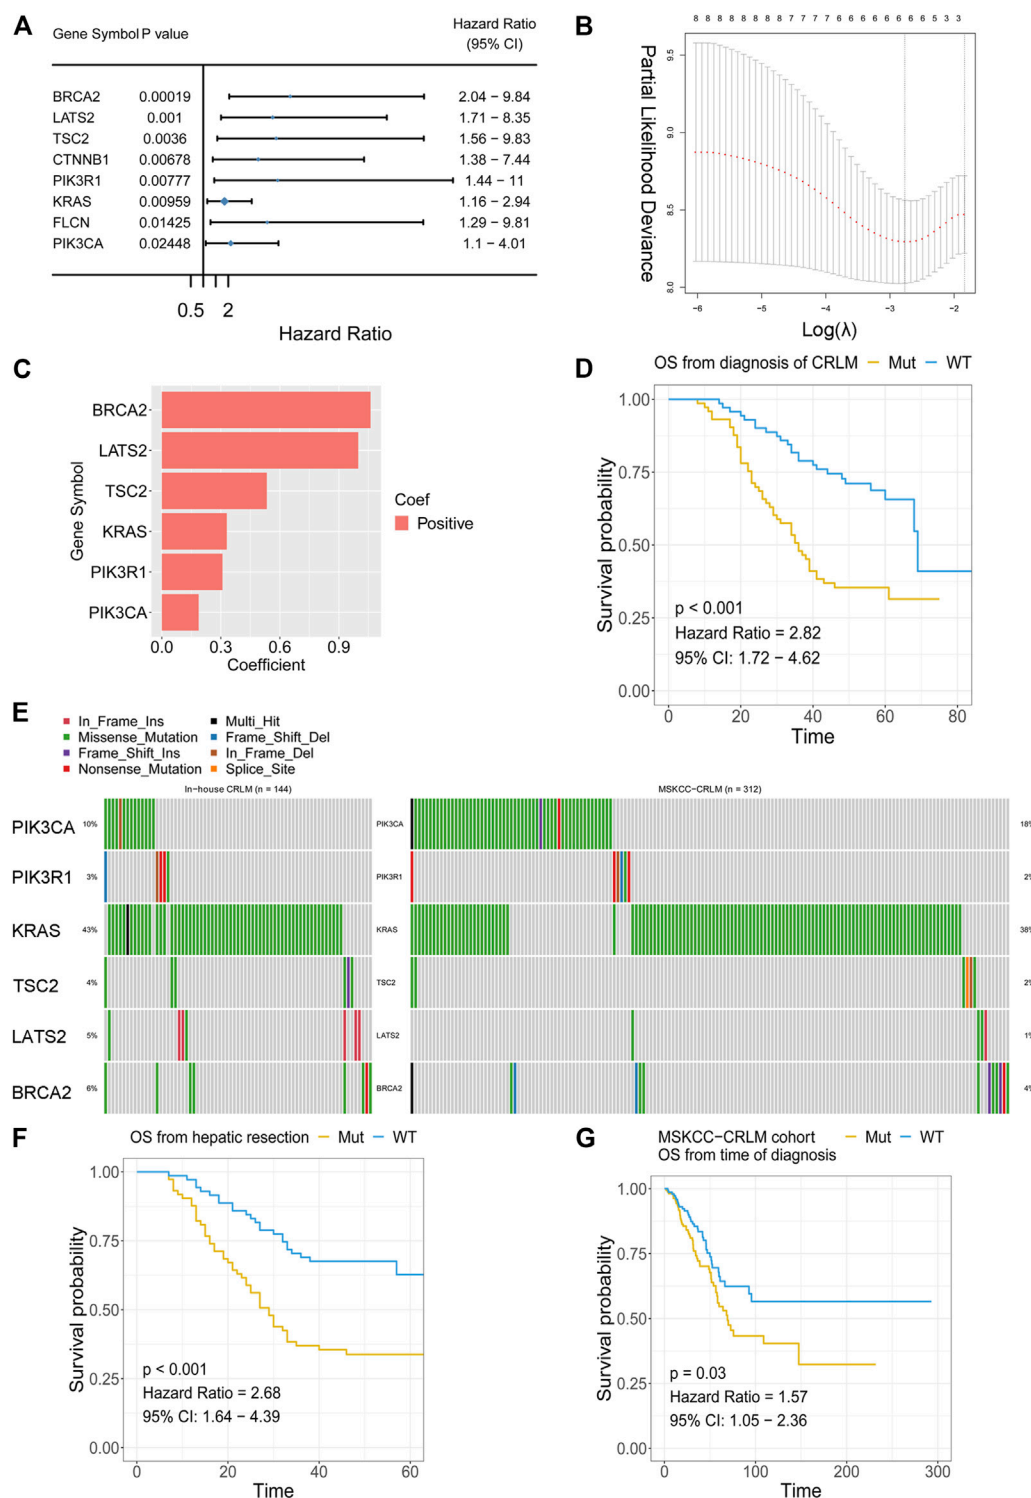 A
Gene Symbol P value Hazard Ratio
(95% CI)
BRCA2 0.00019 2.04 − 9.84
LATS2 0.001 1.71 − 8.35
TSC2 0.0036 1.56 − 9.83
CTNNB1 0.00678 1.38 − 7.44
PIK3R1 0.00777 1.44 − 11
KRAS 0.00959 1.16 − 2.94
FLCN 0.01425 1.29 − 9.81
PIK3CA 0.02448 1.1 − 4.01
0.5 2
Hazard Ratio
B
8 8 8 8 8 8 8 8 7 7 7 7 6 6 6 6 6 6 5 3 3
Partial Likelihood Deviance
9.5
9.0
8.5
8.0
−6 −5 −4 −3 −2
Log(λ)
C
Gene Symbol
BRCA2
LATS2
TSC2
KRAS
PIK3R1
PIK3CA
0.0 0.3 0.6 0.9
Coefficient
Coef
Positive
D
OS from diagnosis of CRLM Mut WT
Survival probability
1.00
0.75
0.50
0.25
0.00
p < 0.001
Hazard Ratio = 2.82
95% CI: 1.72 − 4.62
0 20 40 60 80
Time
E
In_Frame_Ins Multi_Hit
Missense_Mutation Frame_Shift_Del
Frame_Shift_Ins In_Frame_Del
Nonsense_Mutation Splice_Site
In-house CRLM (n = 144) MSKCC-CRLM (n = 312)
PIK3CA 10% PIK3CA 18%
PIK3R1 3% PIK3R1 2%
KRAS 43% KRAS 38%
TSC2 4% TSC2 2%
LATS2 5% LATS2 1%
BRCA2 6% BRCA2 4%
F
OS from hepatic resection Mut WT
Survival probability
1.00
0.75
0.50
0.25
0.00
p < 0.001
Hazard Ratio = 2.68
95% CI: 1.64 − 4.39
0 20 40 60
Time
G
MSKCC−CRLM cohort Mut WT
OS from time of diagnosis
Survival probability
1.00
0.75
0.50
0.25
0.00
p = 0.03
Hazard Ratio = 1.57
95% CI: 1.05 − 2.36
0 100 200 300
Time